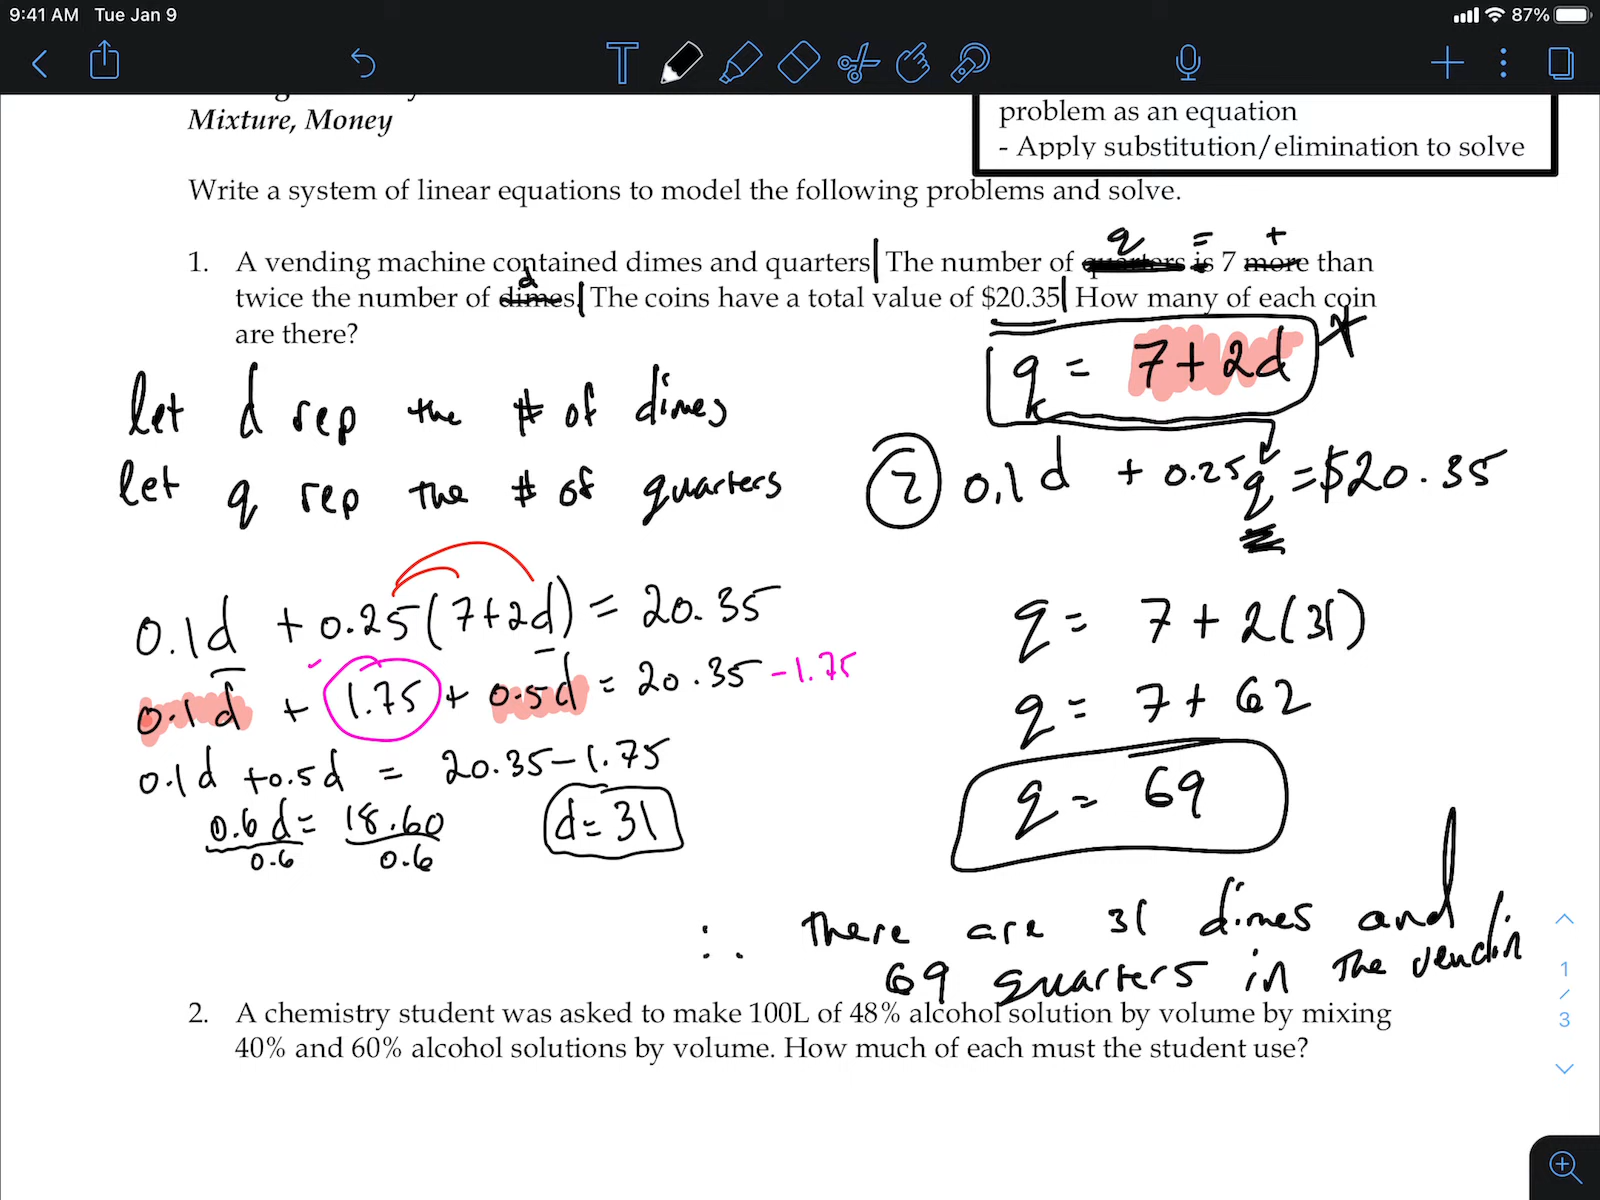 9:41 AM Tue Jan 9
87%
Mixture, Money
problem as an equation
- Apply substitution/elimination to solve
Write a system of linear equations to model the following problems and solve.
q = +
1. A vending machine contained dimes and quarters The number of quarters is 7 more than
d
twice the number of dimes. The coins have a total value of $20.35 How many of each coin
are there?
q = 7+2d
let d rep the # of dimes
let q rep the # of quarters
② 0.1d + 0.25q = $20.35
0.1d + 0.25(7+2d) = 20.35
0.1d + 1.75 + 0.5d = 20.35 -1.75
0.1d +0.5d = 20.35-1.75
0.6d = 18.60
0.6 0.6
d = 31
q = 7 + 2(31)
q = 7 + 62
q = 69
∴ there are 31 dimes and
69 quarters in the vendin
2. A chemistry student was asked to make 100L of 48% alcohol solution by volume by mixing
40% and 60% alcohol solutions by volume. How much of each must the student use?
1
/
3